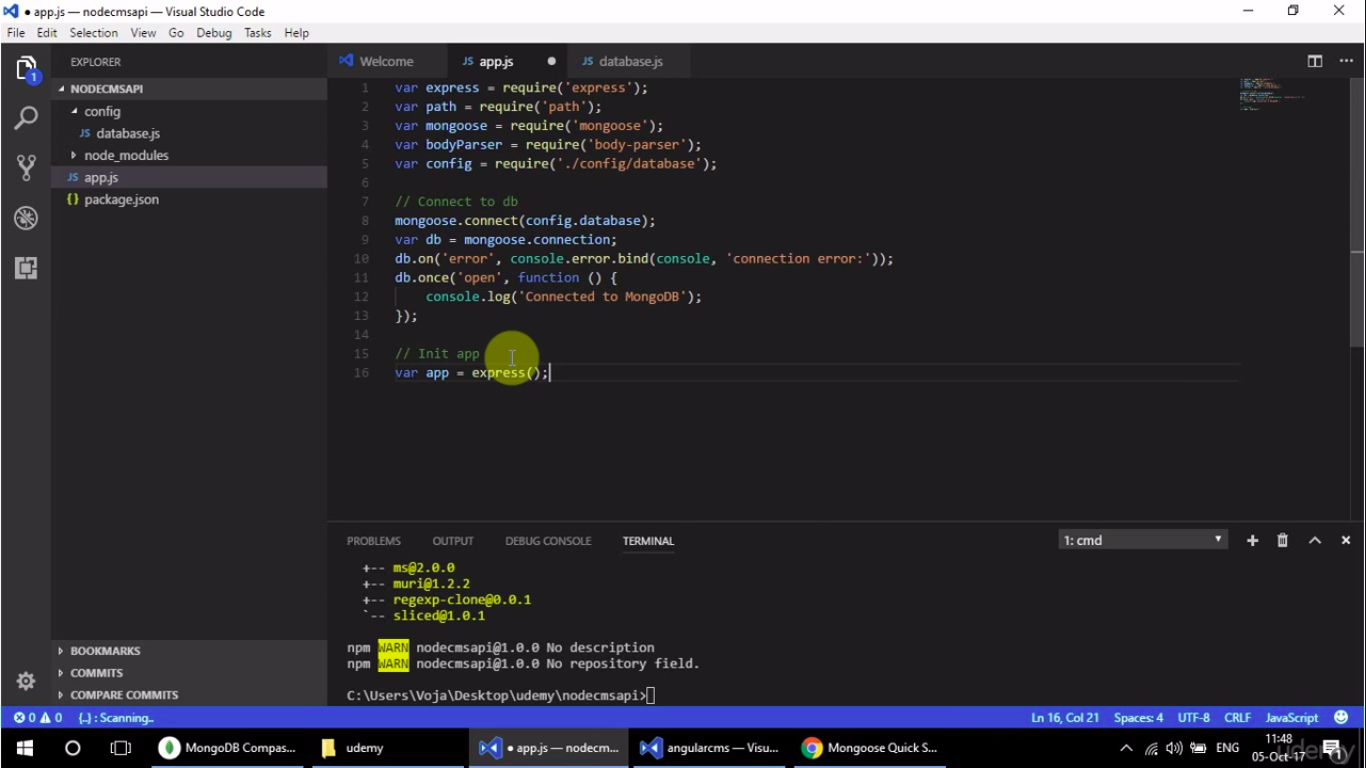 app.js — nodecmsapi — Visual Studio Code
File Edit Selection View Go Debug Tasks Help
EXPLORER
Welcome
JS app.js
JS database.js
1
NODECMSAPI
config
JS database.js
node_modules
JS app.js
{} package.json
1 var express = require('express');
2 var path = require('path');
3 var mongoose = require('mongoose');
4 var bodyParser = require('body-parser');
5 var config = require('./config/database');
6
7 // Connect to db
8 mongoose.connect(config.database);
9 var db = mongoose.connection;
10 db.on('error', console.error.bind(console, 'connection error:'));
11 db.once('open', function () {
12 console.log('Connected to MongoDB');
13 });
14
15 // Init app
16 var app = express();
PROBLEMS OUTPUT DEBUG CONSOLE TERMINAL 1: cmd
+-- ms@2.0.0
+-- muri@1.2.2
+-- regexp-clone@0.0.1
`-- sliced@1.0.1
npm WARN nodecmsapi@1.0.0 No description
npm WARN nodecmsapi@1.0.0 No repository field.
C:\Users\Voja\Desktop\udemy\nodecmsapi>
BOOKMARKS
COMMITS
COMPARE COMMITS
0 0 {..} : Scanning.. Ln 16, Col 21 Spaces: 4 UTF-8 CRLF JavaScript
MongoDB Compas... udemy app.js — nodecm... angularcms — Visu... Mongoose Quick S... ENG 11:48
05-Oct-17
udemy
1